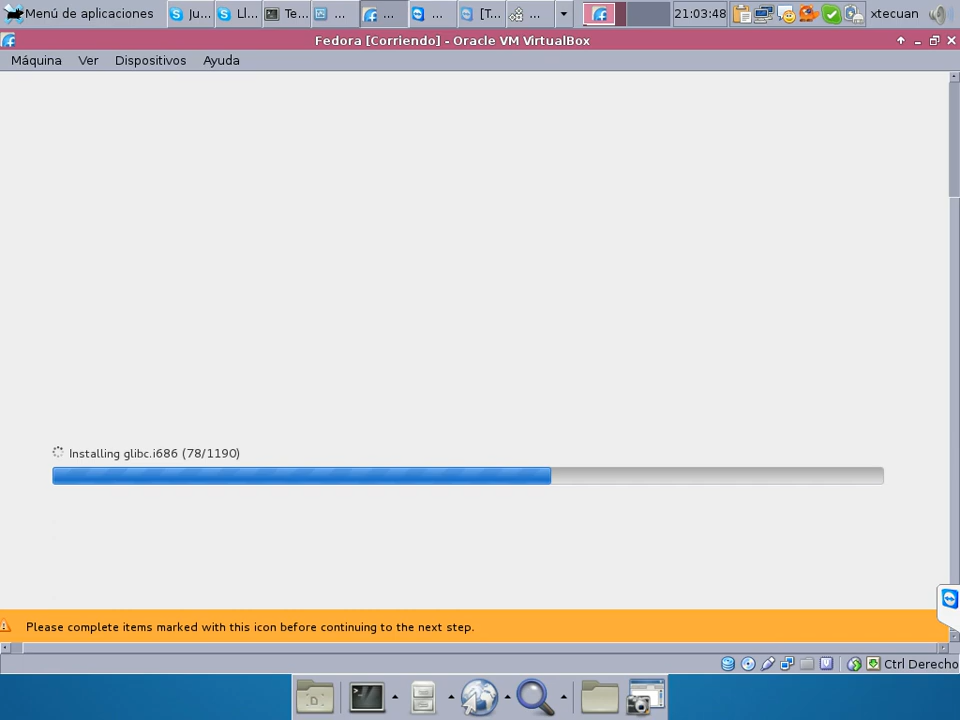 Menú de aplicaciones
Ju...
Ll...
Te...
...
...
...
[T...
...
21:03:48
xtecuan
Fedora [Corriendo] - Oracle VM VirtualBox
Máquina Ver Dispositivos Ayuda
Installing glibc.i686 (78/1190)
Please complete items marked with this icon before continuing to the next step.
Ctrl Derecho